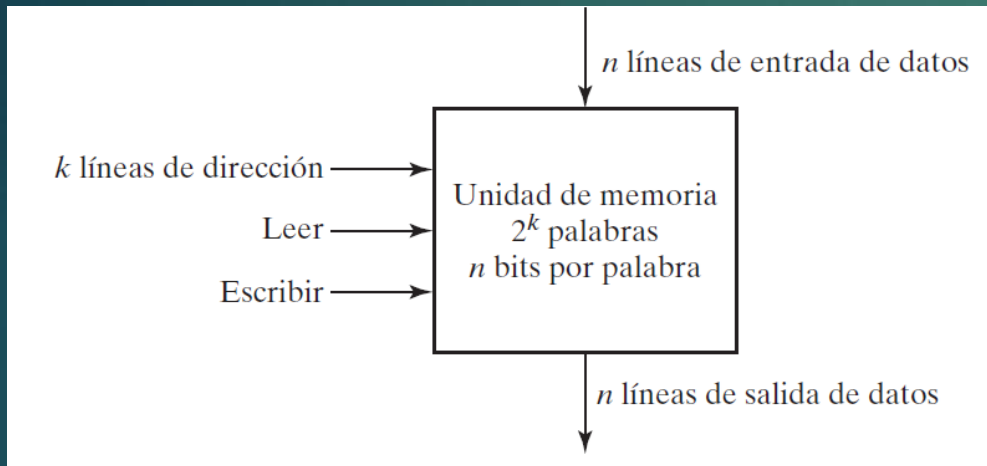 n líneas de entrada de datos
k líneas de dirección
Leer
Escribir
Unidad de memoria
2^k palabras
n bits por palabra
n líneas de salida de datos